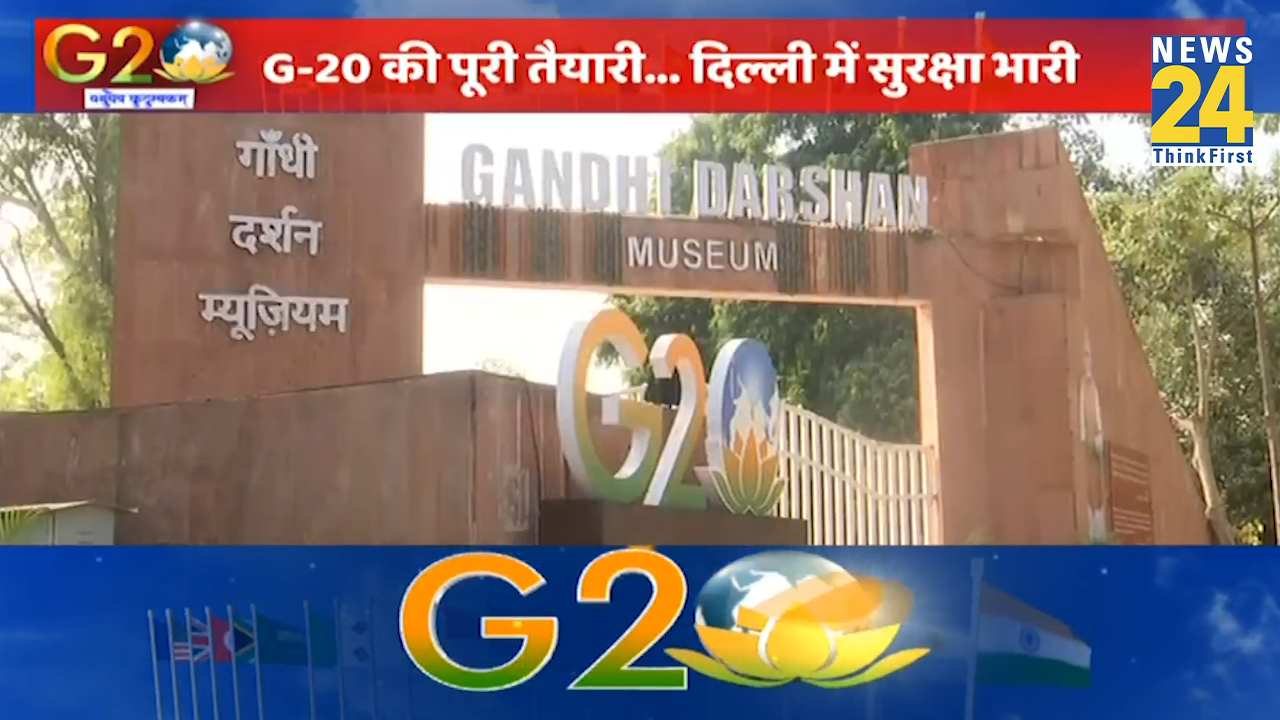 G20
वसुधैव कुटुम्बकम्
G-20 की पूरी तैयारी... दिल्ली में सुरक्षा भारी
NEWS
24
ThinkFirst
गाँधी
दर्शन
म्यूज़ियम
GANDHI DARSHAN
MUSEUM
G20
G20